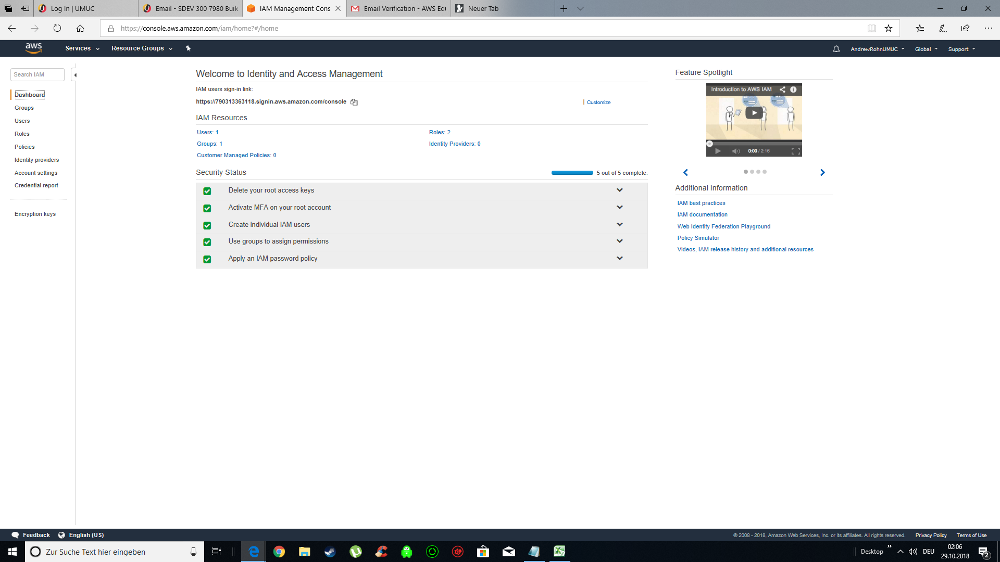 Log In | UMUC
Email - SDEV 300 7980 Builc
IAM Management Cons
Email Verification - AWS Edu
Neuer Tab
https://console.aws.amazon.com/iam/home?#/home
aws
Services
Resource Groups
AndrewRohnUMUC
Global
Support
Search IAM
Dashboard
Groups
Users
Roles
Policies
Identity providers
Account settings
Credential report
Encryption keys
Welcome to Identity and Access Management
IAM users sign-in link:
https://790313363118.signin.aws.amazon.com/console
Customize
IAM Resources
Users: 1
Roles: 2
Groups: 1
Identity Providers: 0
Customer Managed Policies: 0
Security Status
5 out of 5 complete.
Delete your root access keys
Activate MFA on your root account
Create individual IAM users
Use groups to assign permissions
Apply an IAM password policy
Feature Spotlight
Introduction to AWS IAM
0:00 / 2:16
Additional Information
IAM best practices
IAM documentation
Web Identity Federation Playground
Policy Simulator
Videos, IAM release history and additional resources
Feedback
English (US)
© 2008 - 2018, Amazon Web Services, Inc. or its affiliates. All rights reserved.
Privacy Policy
Terms of Use
Zur Suche Text hier eingeben
Desktop
DEU
02:06
29.10.2018
2